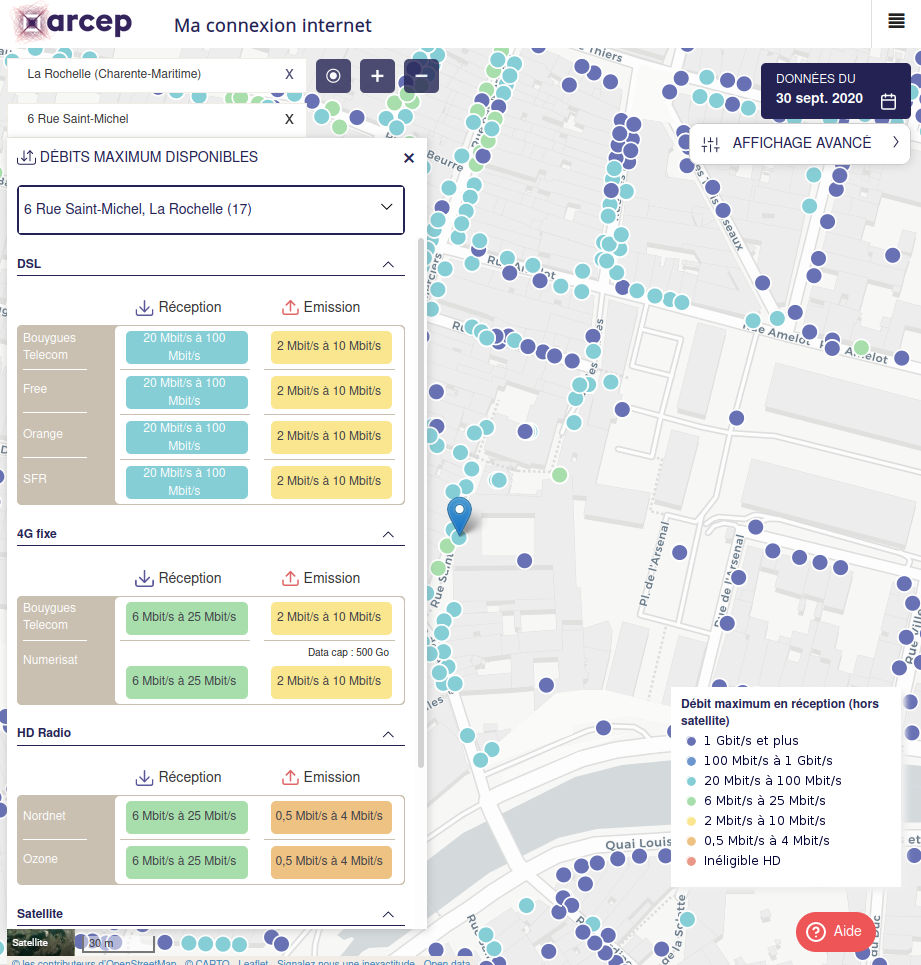 arcep
Ma connexion internet
La Rochelle (Charente-Maritime) X
6 Rue Saint-Michel X
DONNÉES DU
30 sept. 2020
AFFICHAGE AVANCÉ
DÉBITS MAXIMUM DISPONIBLES
6 Rue Saint-Michel, La Rochelle (17)
DSL
Réception Emission
Bouygues Telecom 20 Mbit/s à 100 Mbit/s 2 Mbit/s à 10 Mbit/s
Free 20 Mbit/s à 100 Mbit/s 2 Mbit/s à 10 Mbit/s
Orange 20 Mbit/s à 100 Mbit/s 2 Mbit/s à 10 Mbit/s
SFR 20 Mbit/s à 100 Mbit/s 2 Mbit/s à 10 Mbit/s
4G fixe
Réception Emission
Bouygues Telecom 6 Mbit/s à 25 Mbit/s 2 Mbit/s à 10 Mbit/s
Numerisat Data cap : 500 Go
6 Mbit/s à 25 Mbit/s 2 Mbit/s à 10 Mbit/s
HD Radio
Réception Emission
Nordnet 6 Mbit/s à 25 Mbit/s 0,5 Mbit/s à 4 Mbit/s
Ozone 6 Mbit/s à 25 Mbit/s 0,5 Mbit/s à 4 Mbit/s
Satellite
Thiers
Beurre
Amelot
Rue Amelot
Amelot
Pl. de l'Arsenal
Quai Louis
Débit maximum en réception (hors
satellite)
1 Gbit/s et plus
100 Mbit/s à 1 Gbit/s
20 Mbit/s à 100 Mbit/s
6 Mbit/s à 25 Mbit/s
2 Mbit/s à 10 Mbit/s
0,5 Mbit/s à 4 Mbit/s
Inéligible HD
Aide
Satellite
30 m
© les contributeurs d'OpenStreetMap © CARTO Leaflet Signalez nous une inexactitude Open data